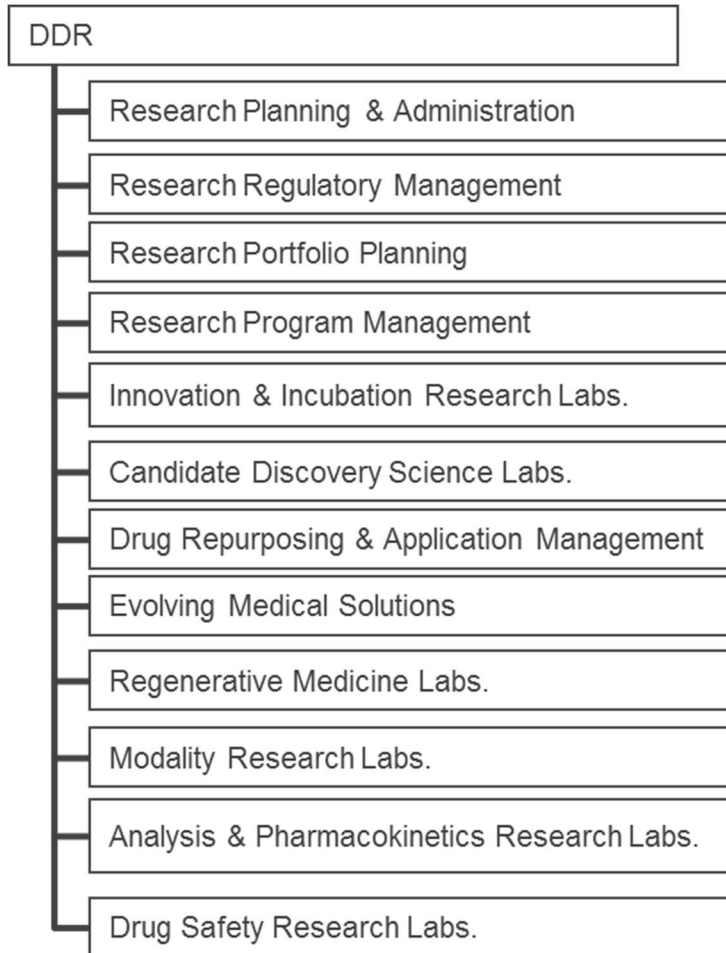 DDR
Research Planning & Administration
Research Regulatory Management
Research Portfolio Planning
Research Program Management
Innovation & Incubation Research Labs.
Candidate Discovery Science Labs.
Drug Repurposing & Application Management
Evolving Medical Solutions
Regenerative Medicine Labs.
Modality Research Labs.
Analysis & Pharmacokinetics Research Labs.
Drug Safety Research Labs.